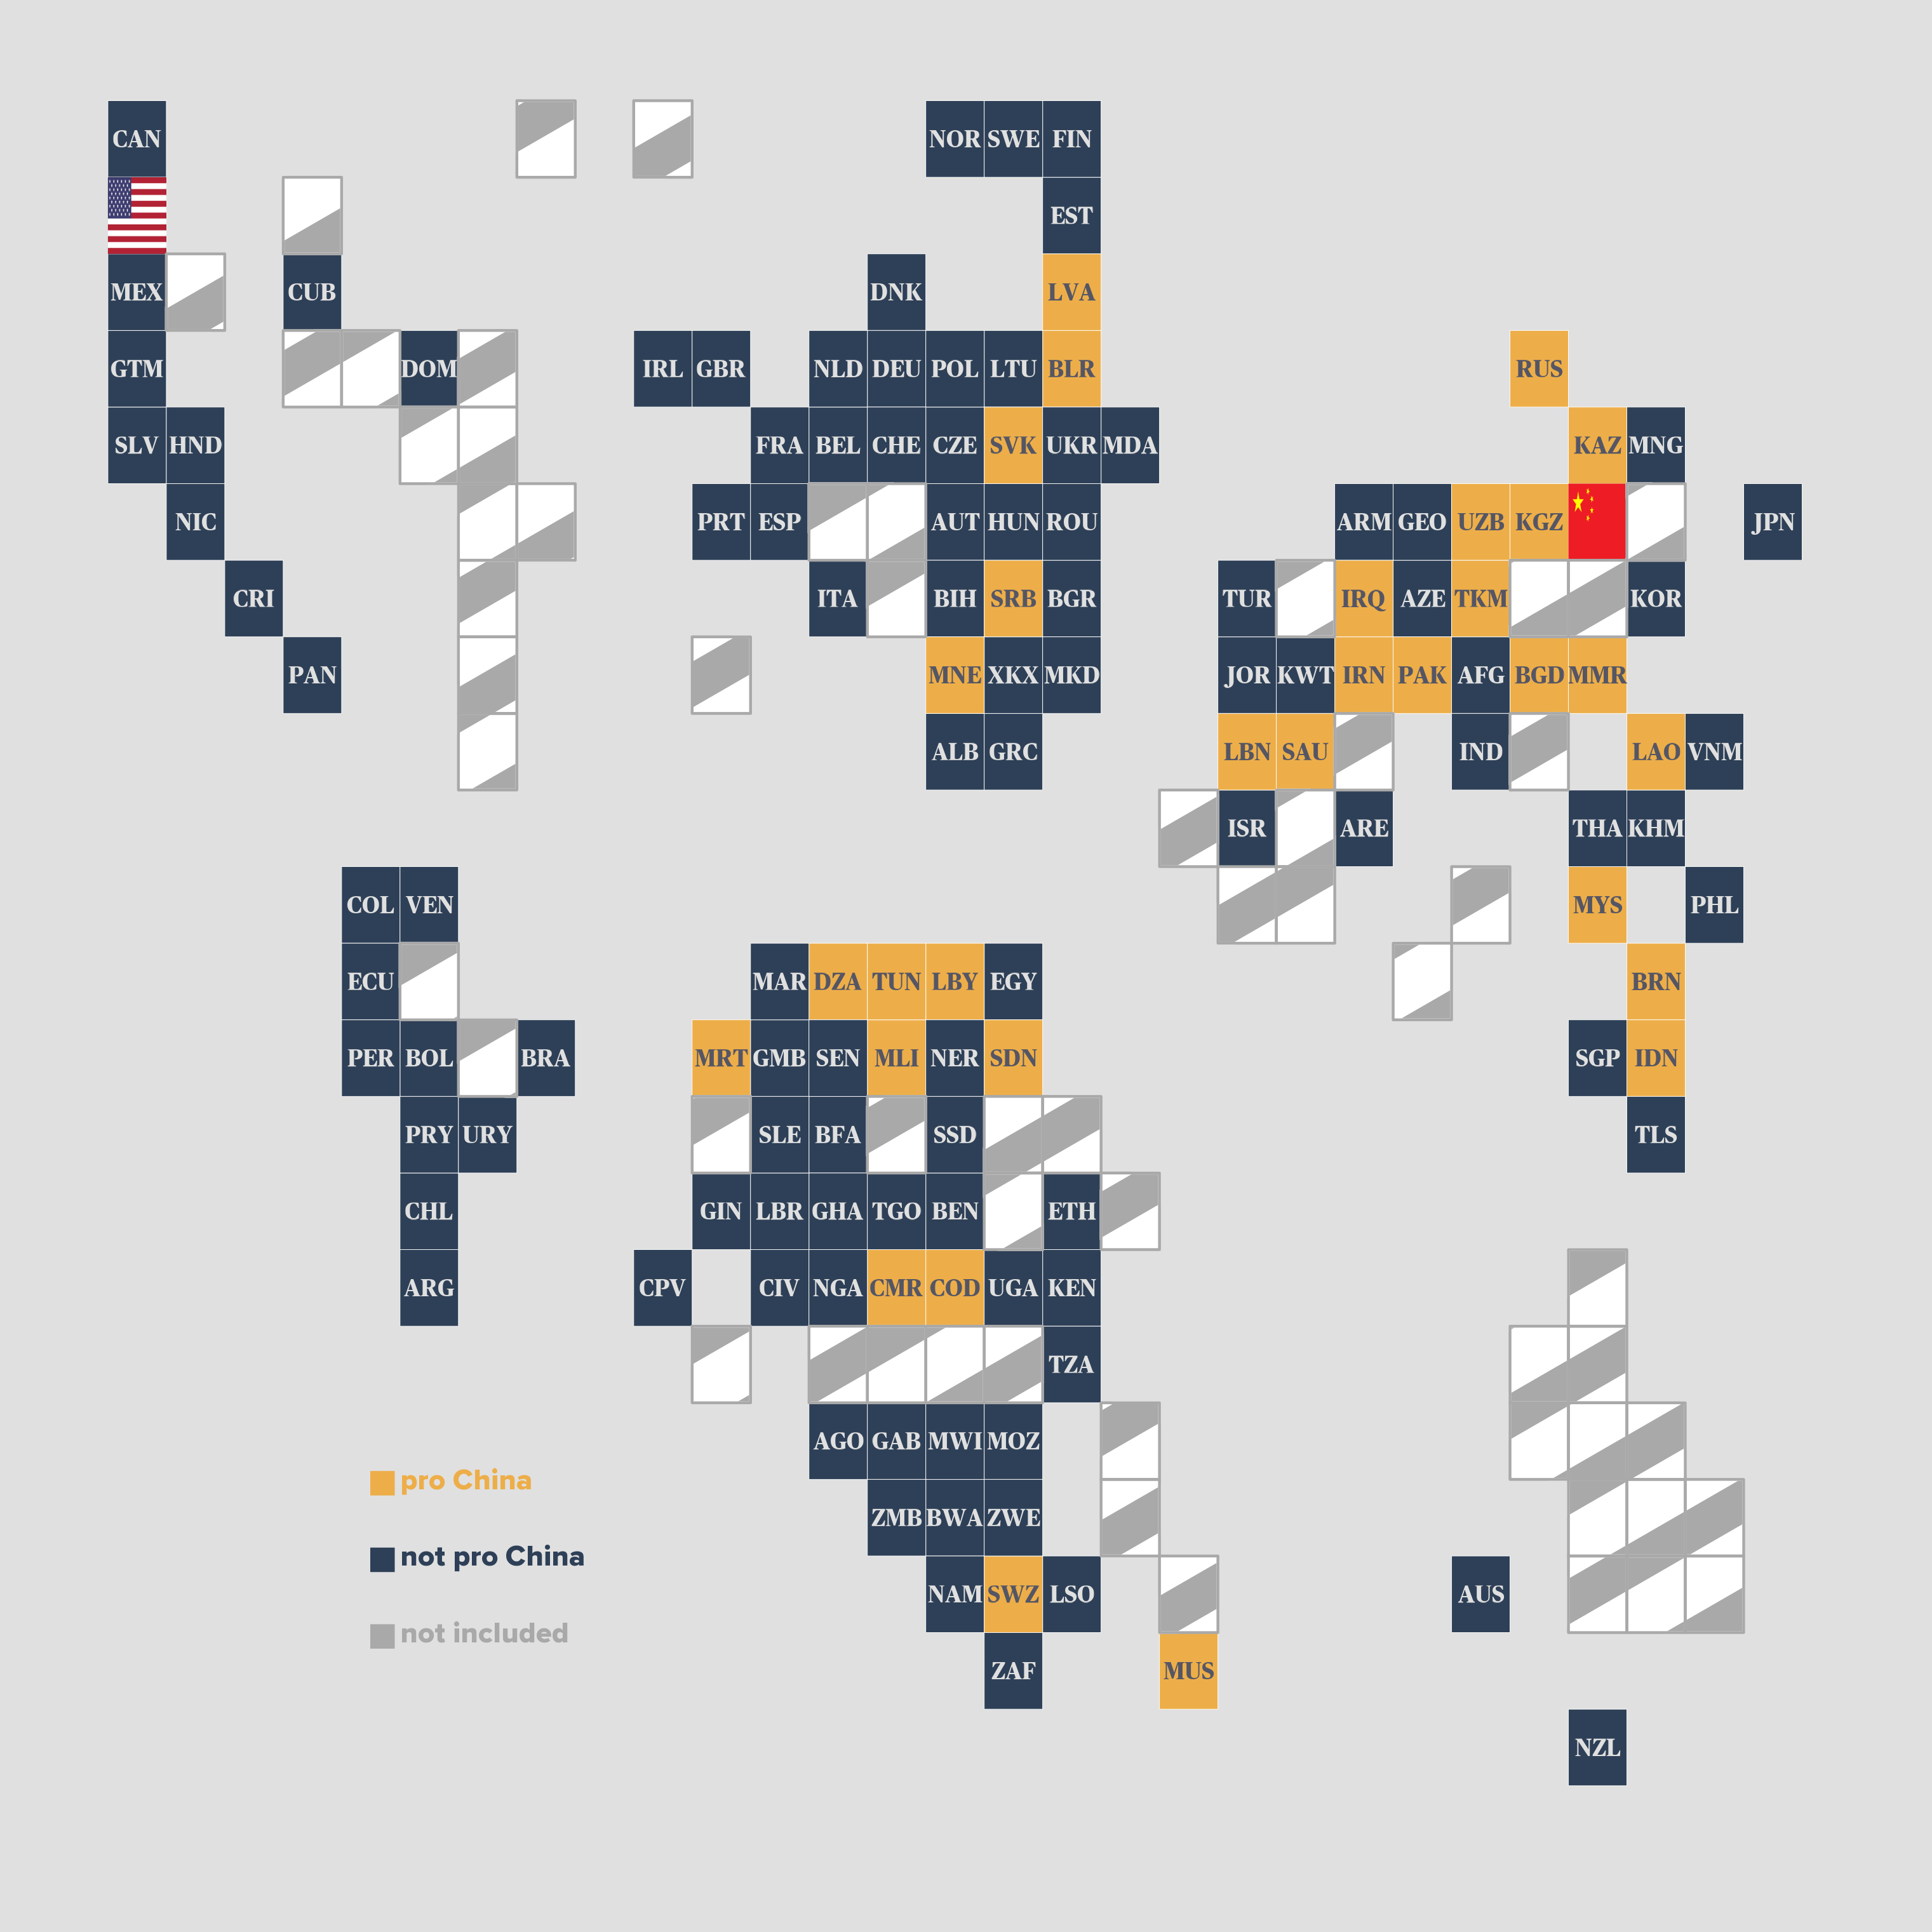 CAN NOR SWE FIN
EST
MEX CUB DNK LVA
GTM DOM IRL GBR NLD DEU POL LTU BLR RUS
SLV HND FRA BEL CHE CZE SVK UKR MDA KAZ MNG
NIC PRT ESP AUT HUN ROU ARM GEO UZB KGZ JPN
CRI ITA BIH SRB BGR TUR IRQ AZE TKM KOR
PAN MNE XKX MKD JOR KWT IRN PAK AFG BGD MMR
ALB GRC LBN SAU IND LAO VNM
ISR ARE THA KHM
COL VEN MYS PHL
ECU MAR DZA TUN LBY EGY BRN
PER BOL BRA MRT GMB SEN MLI NER SDN SGP IDN
PRY URY SLE BFA SSD TLS
CHL GIN LBR GHA TGO BEN ETH
ARG CPV CIV NGA CMR COD UGA KEN
TZA
AGO GAB MWI MOZ
pro China
ZMB BWA ZWE
not pro China
NAM SWZ LSO AUS
not included
ZAF MUS
NZL